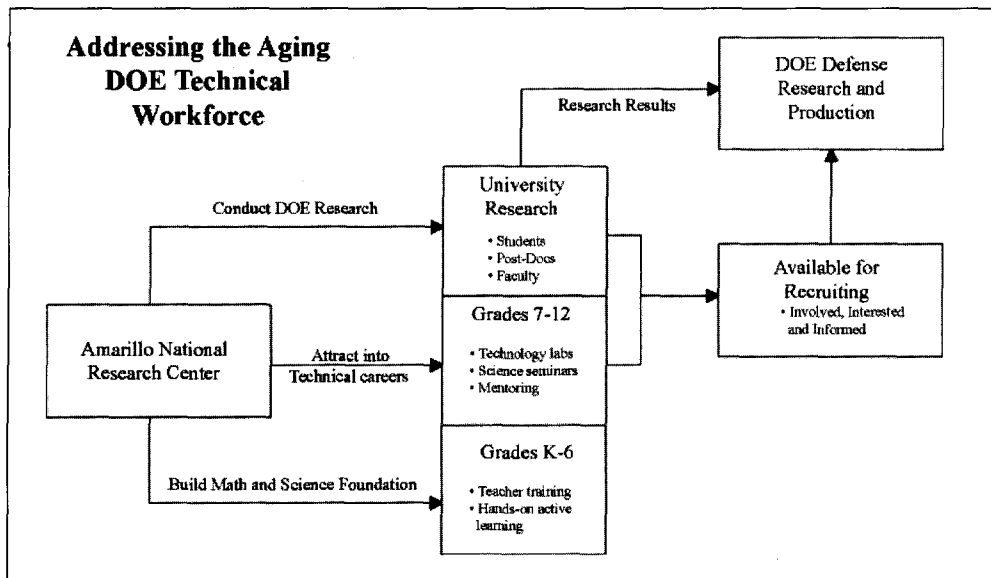 Addressing the Aging
DOE Technical
Workforce
DOE Defense
Research and
Production
Research Results
University
Research
• Students
• Post-Docs
• Faculty
Conduct DOE Research
Available for
Recruiting
• Involved, Interested
and Informed
Grades 7-12
• Technology labs
• Science seminars
• Mentoring
Amarillo National
Research Center
Attract into
Technical careers
Grades K-6
• Teacher training
• Hands-on active
learning
Build Math and Science Foundation